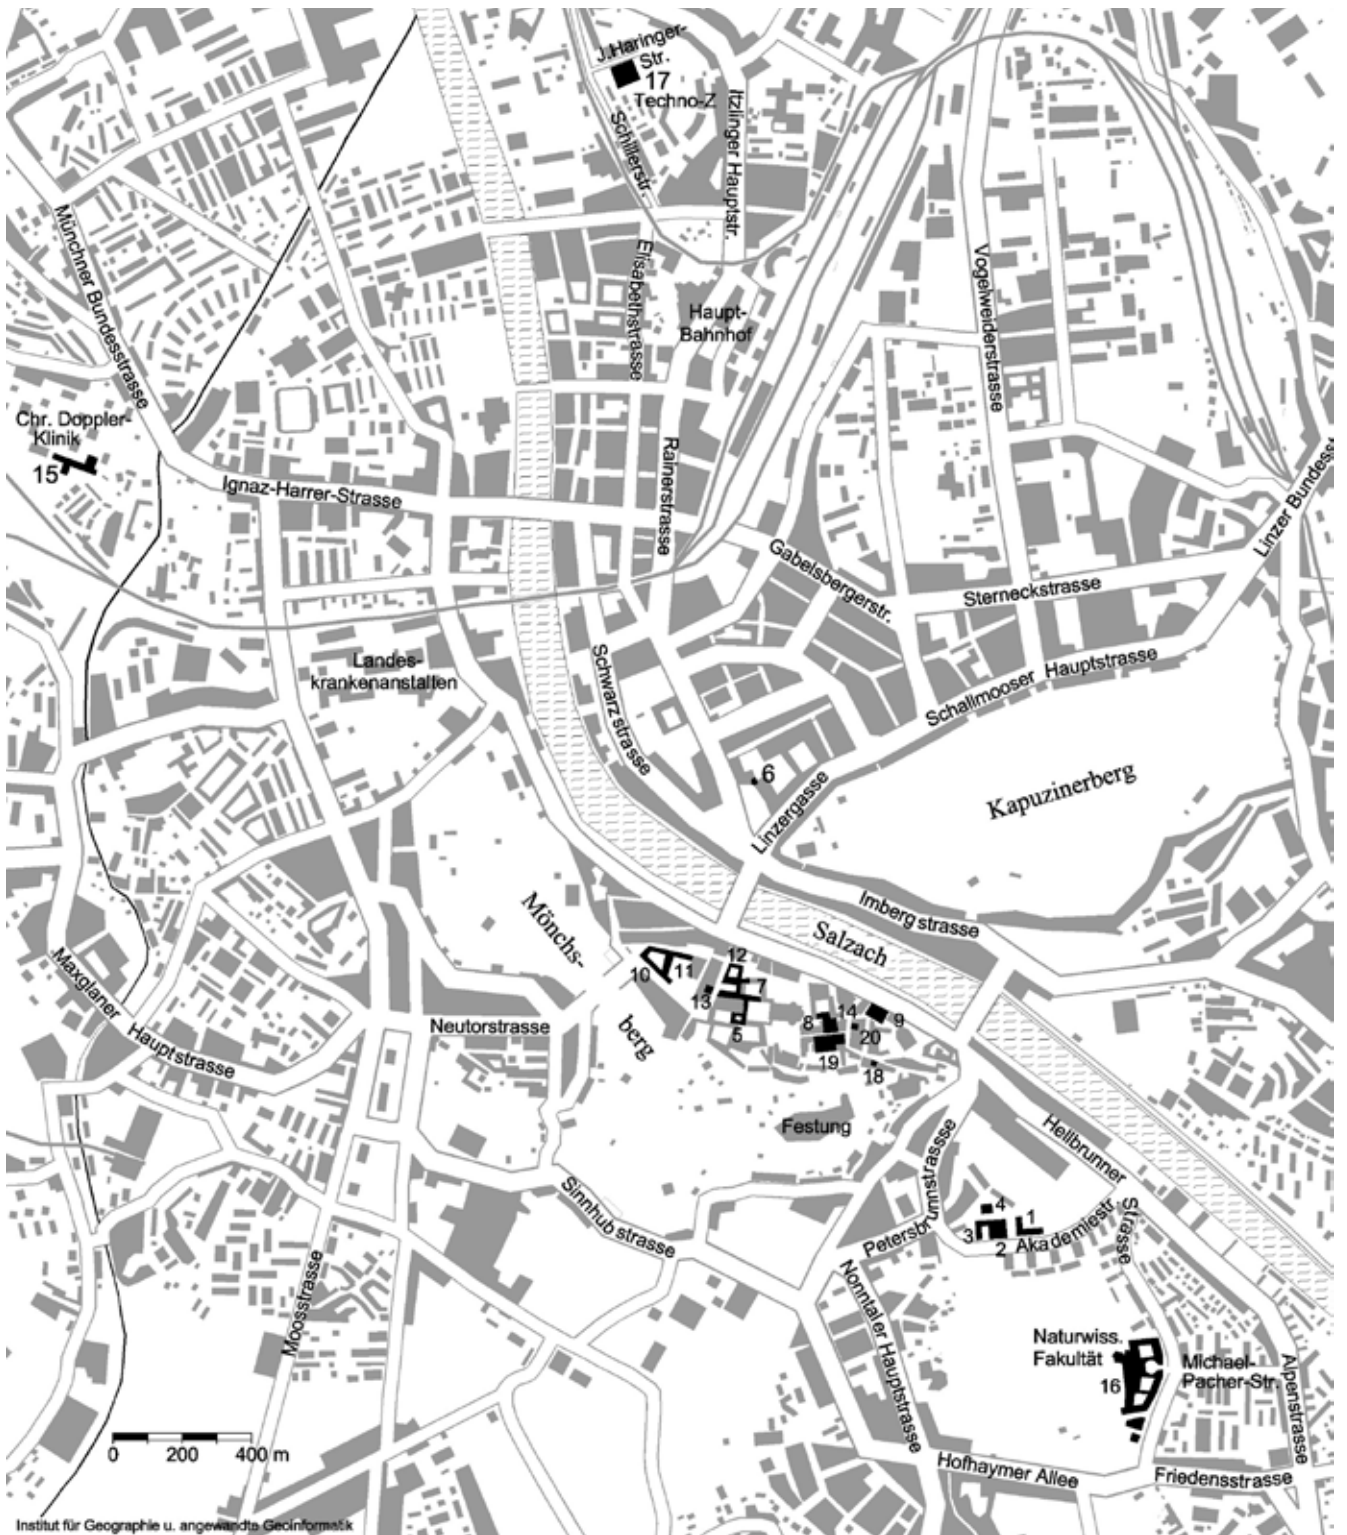 J.Haringer-
Str.
17
Techno-Z
Schillerstr.
Itzlinger Hauptstr.
Münchner Bundesstrasse
Elisabethstrasse
Vogelweiderstrasse
Haupt-
Bahnhof
Chr. Doppler-
Klinik
15
Ignaz-Harrer-Strasse
Rainerstrasse
Linzer Bundesst
Gabelsbergerstr.
Sterneckstrasse
Landes-
krankenanstalten
Schwarzstrasse
Schallmooser Hauptstrasse
6
Linzergasse
Kapuzinerberg
Imbergstrasse
Salzach
Mönchs-
berg
Maxglaner Hauptstrasse
Neutorstrasse
10
11
12
13
7
5
8
14
9
20
19
18
Festung
Hellbrunner
Strasse
Petersbrunnstrassse
4
3
1
2
Akademiestr.
Sinnhubstrasse
Moosstrasse
Nonntaler Hauptstrasse
Naturwiss.
Fakultät
16
Michael-
Pacher-Str.
Alpenstrasse
Hofhaymer Allee
Friedensstrasse
0 200 400 m
Institut für Geographie u. angewandte Geoinformatik